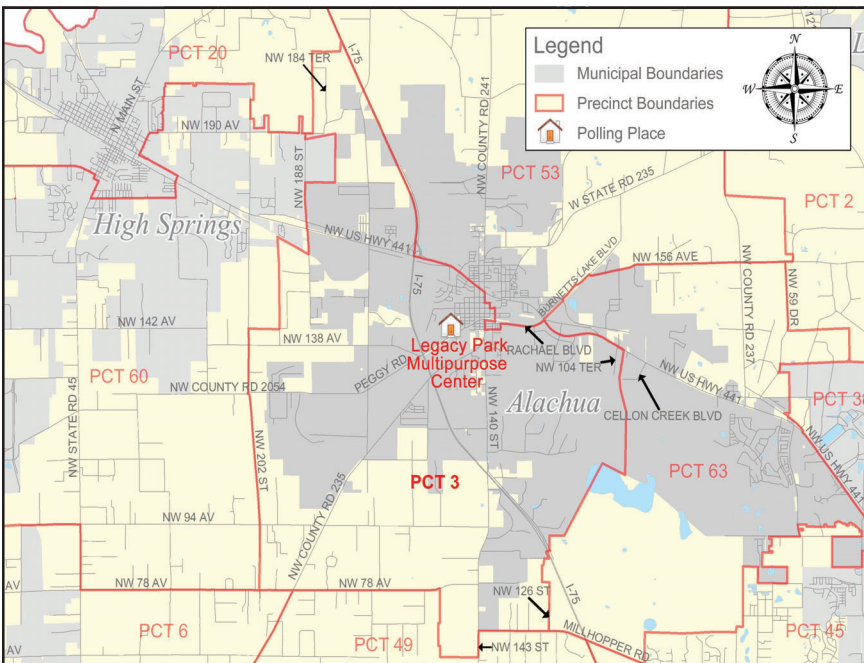 Legend
Municipal Boundaries
Precinct Boundaries
Polling Place
N
W
E
S
PCT 20
NW 184 TER
I-75
N MAIN ST
NW COUNTY RD 241
NW 190 AV
NW 188 ST
PCT 53
W STATE RD 235
PCT 2
High Springs
NW US HWY 441
I-75
BURNETTS LAKE BLVD
NW 156 AVE
NW 59 DR
NW COUNTY RD 237
NW 142 AV
NW 138 AV
Legacy Park
Multipurpose
Center
RACHAEL BLVD
NW 104 TER
PEGGY RD
PCT 60
NW COUNTY RD 2054
NW STATE RD 45
Alachua
NW US HWY 441
CELLON CREEK BLVD
PCT 38
NW US HWY 441
NW 140 ST
NW 202 ST
NW COUNTY RD 235
PCT 3
PCT 63
NW 94 AV
AV
NW 78 AV
NW 78 AV
NW 126 ST
I-75
MILLHOPPER RD
PCT 6
PCT 49
PCT 45
AV
NW 143 ST